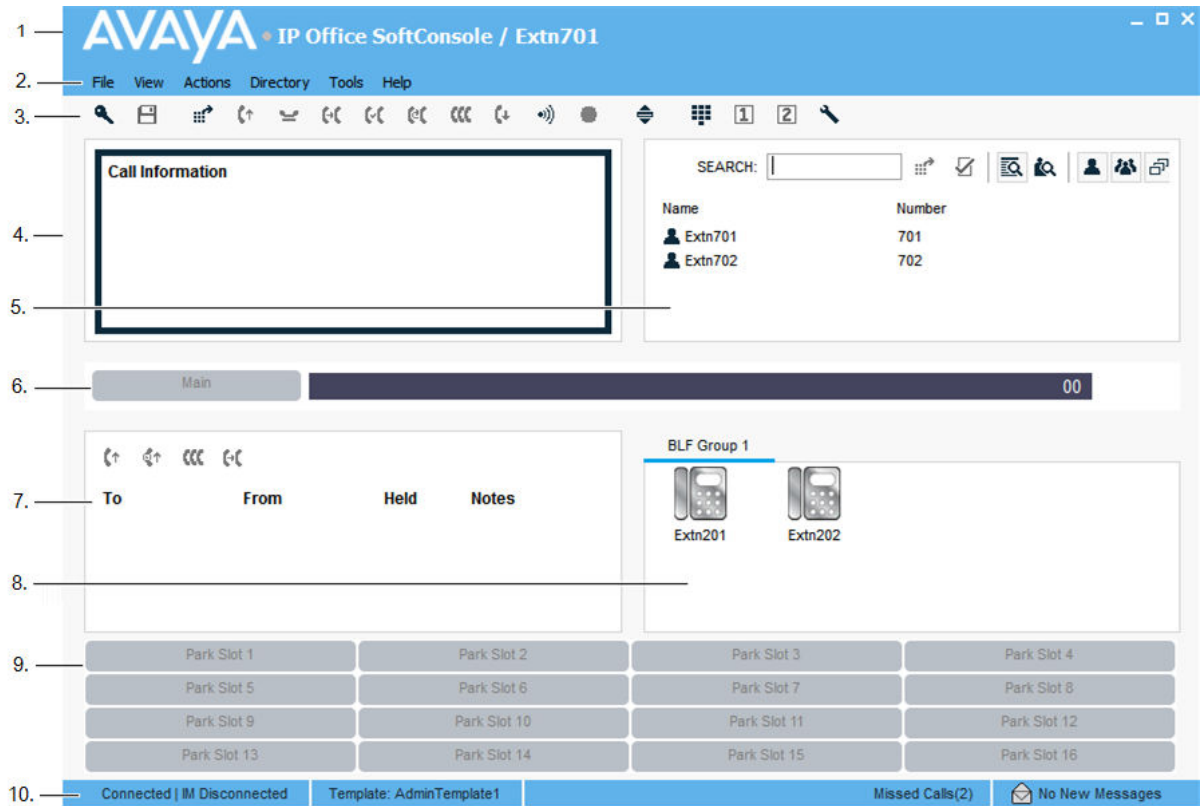 1
AVAYA • IP Office SoftConsole / Extn701
2.
File View Actions Directory Tools Help
3.
1 2
4.
Call Information
SEARCH:
Name Number
Extn701 701
Extn702 702
5.
6.
Main
00
BLF Group 1
7.
To From Held Notes
Extn201 Extn202
8.
9.
Park Slot 1 Park Slot 2 Park Slot 3 Park Slot 4
Park Slot 5 Park Slot 6 Park Slot 7 Park Slot 8
Park Slot 9 Park Slot 10 Park Slot 11 Park Slot 12
Park Slot 13 Park Slot 14 Park Slot 15 Park Slot 16
10.
Connected | IM Disconnected Template: AdminTemplate1 Missed Calls(2) No New Messages